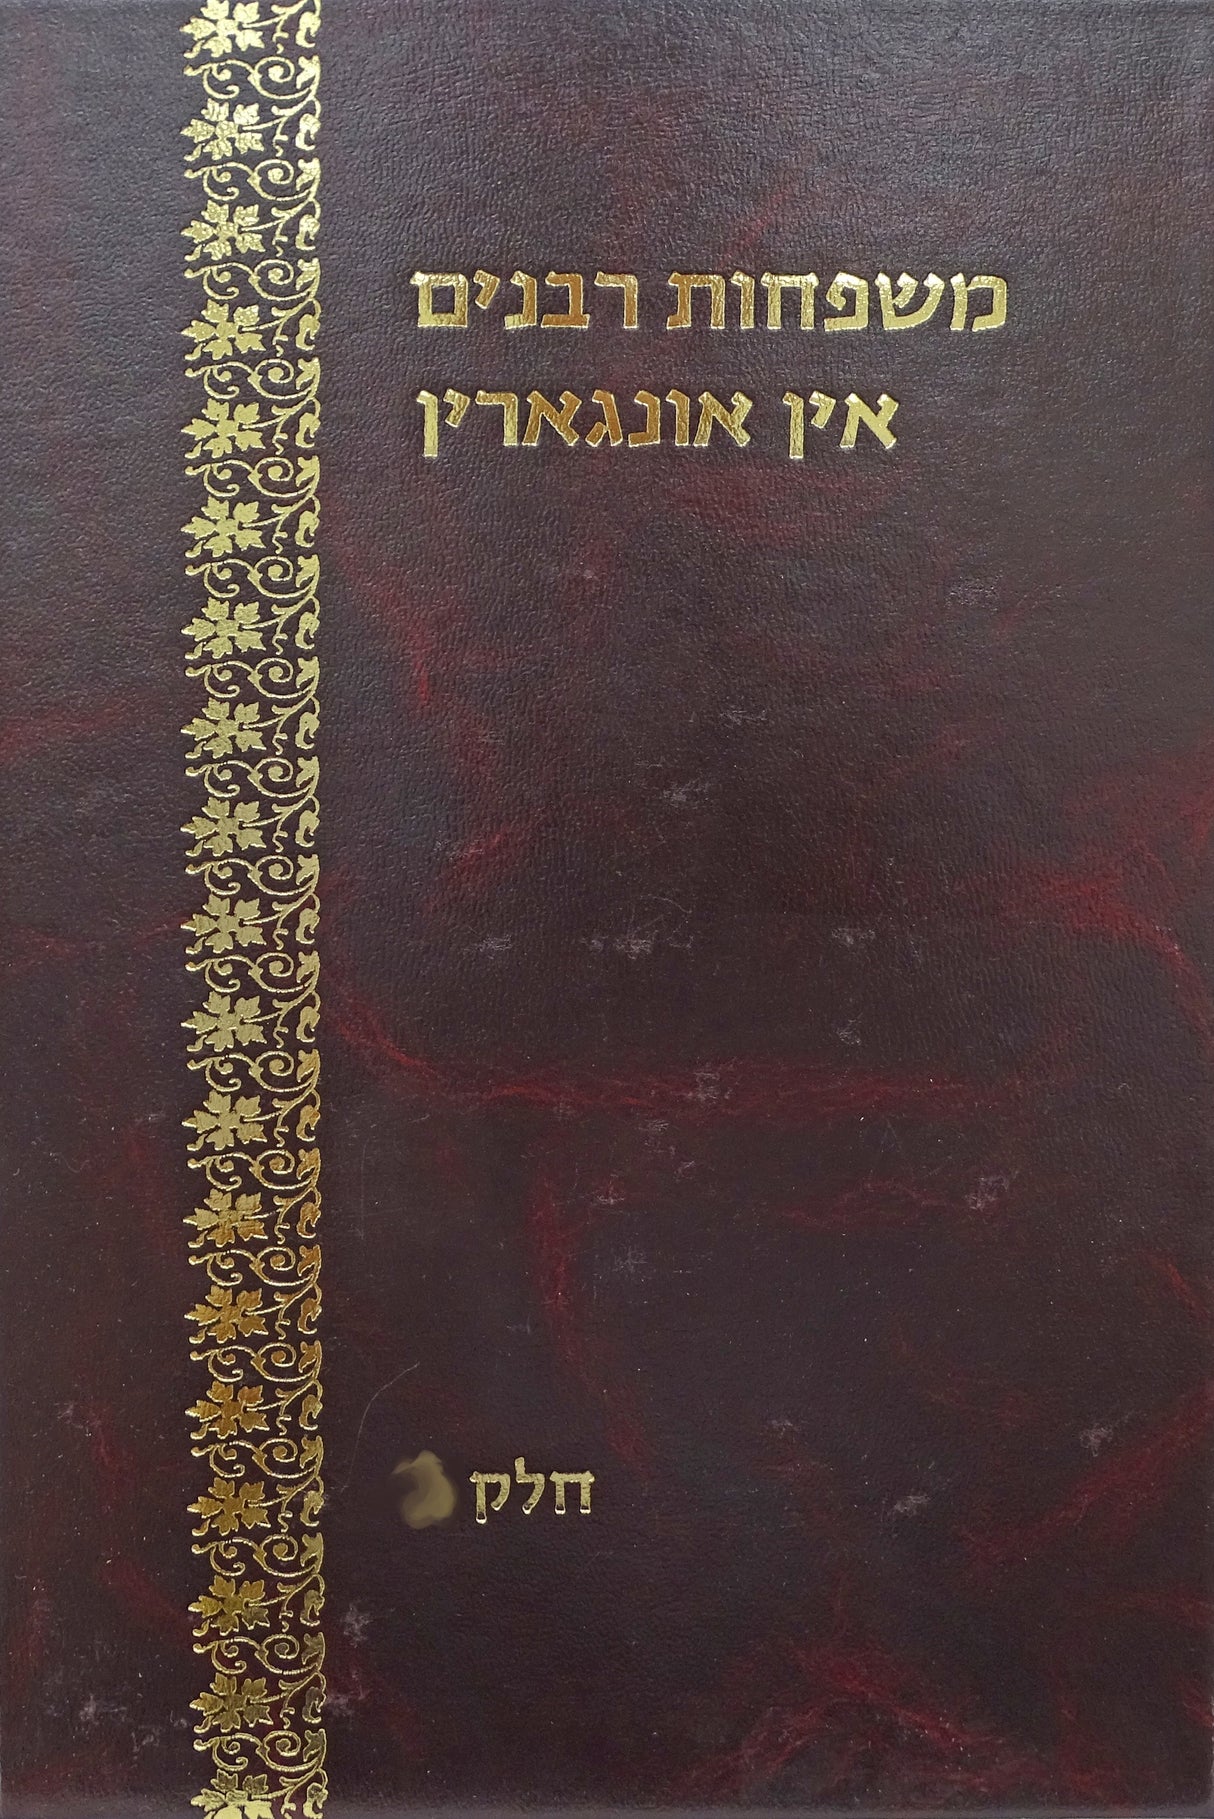 משפחות רבנים
אין אונגארין
חלק